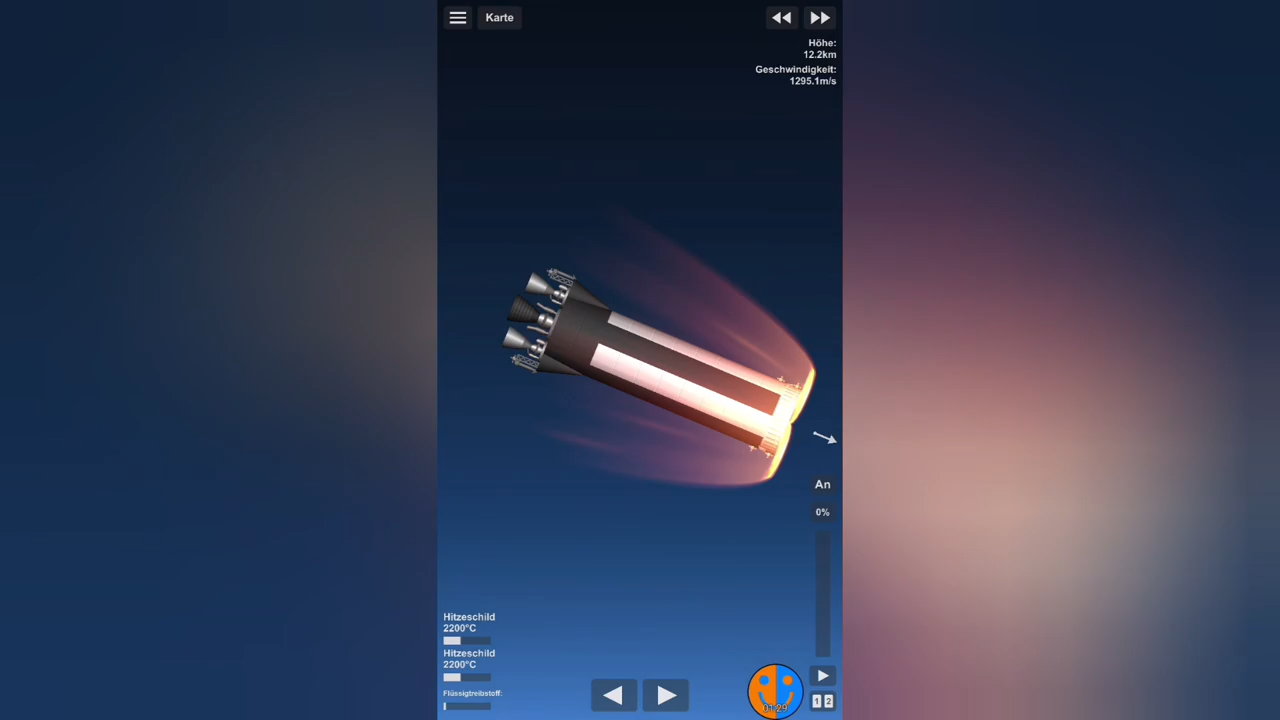 Karte
Höhe:
12.2km
Geschwindigkeit:
1295.1m/s
An
0%
Hitzeschild
2200°C
Hitzeschild
2200°C
Flüssigtreibstoff:
01:29
1 2